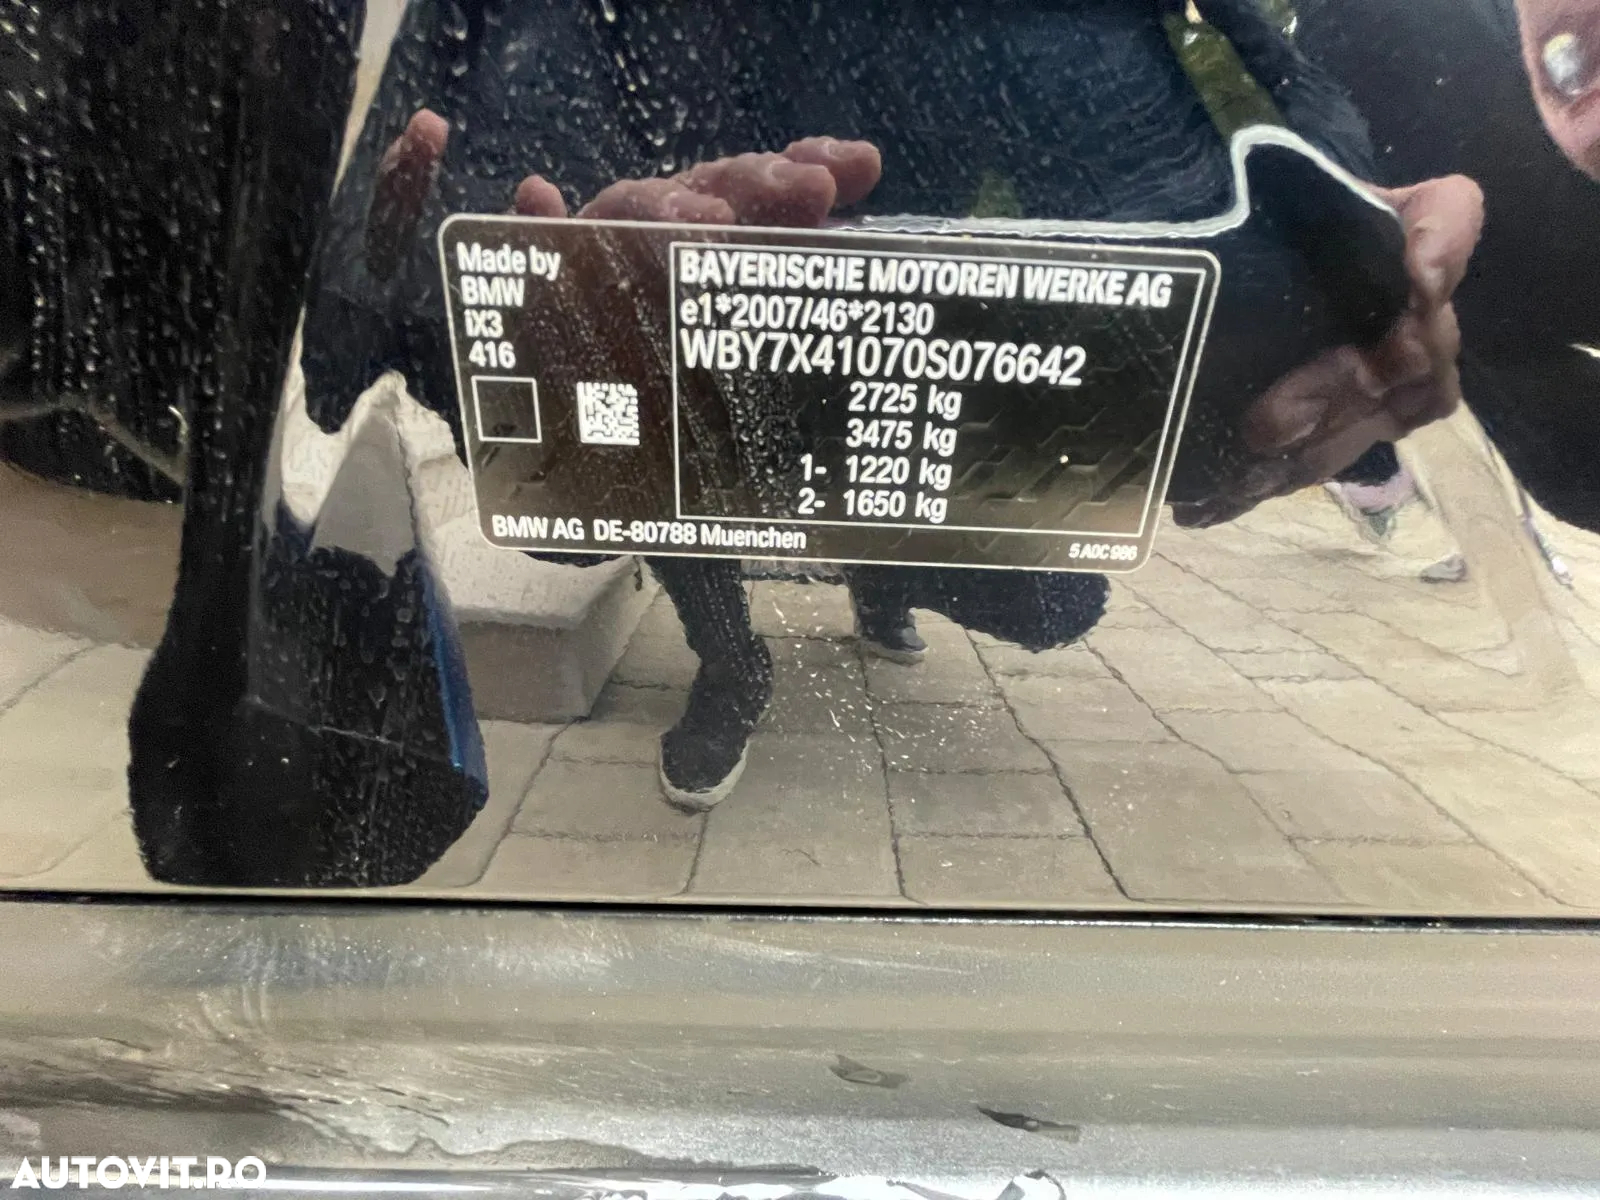 Made by
BMW
iX3
416
BAYERISCHE MOTOREN WERKE AG
e1*2007/46*2130
WBY7X41070S076642
2725 kg
3475 kg
1- 1220 kg
2- 1650 kg
BMW AG DE-80788 Muenchen
5 A0C 986
AUTOVIT.RO